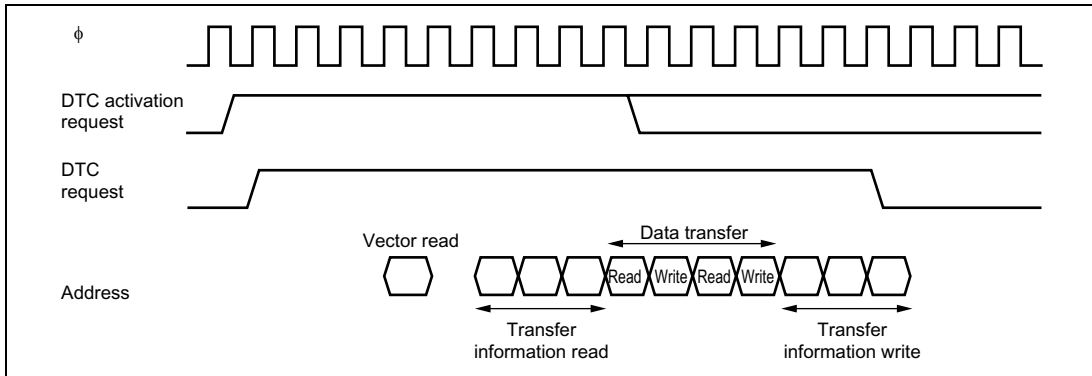 ϕ
DTC activation
request
DTC
request
Vector read
Data transfer
Read Write Read Write
Address
Transfer
information read
Transfer
information write